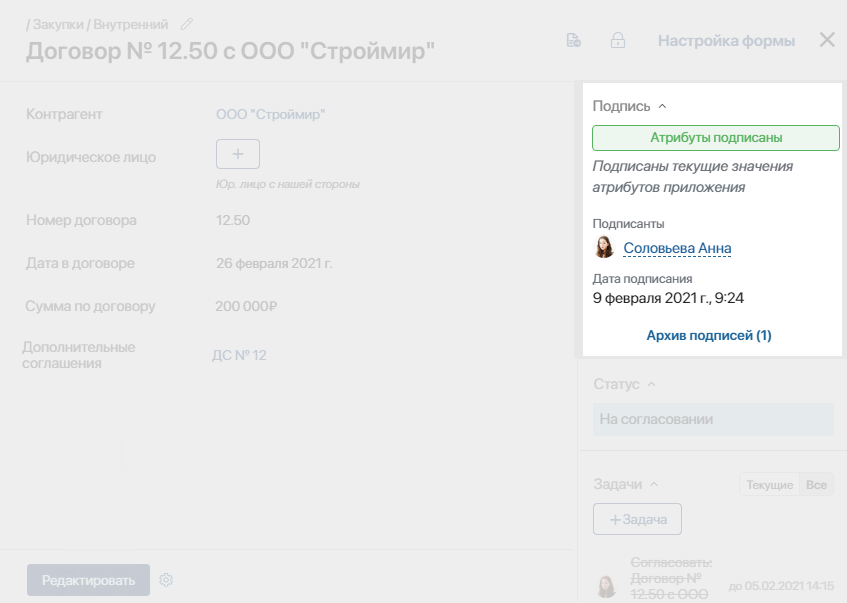 / Закупки / Внутренний
Договор № 12.50 с ООО "Строймир"
Настройка формы
Контрагент
ООО "Строймир"
Юридическое лицо
+
Юр. лицо с нашей стороны
Номер договора
12.50
Дата в договоре
26 февраля 2021 г.
Сумма по договору
200 000₽
Дополнительные
соглашения
ДС № 12
Редактировать
Подпись
Атрибуты подписаны
Подписаны текущие значения
атрибутов приложения
Подписанты
Соловьева Анна
Дата подписания
9 февраля 2021 г., 9:24
Архив подписей (1)
Статус
На согласовании
Задачи
Текущие Все
+ Задача
Согласовать:
Договор №
12.50 с ООО
до 05.02.2021 14:15